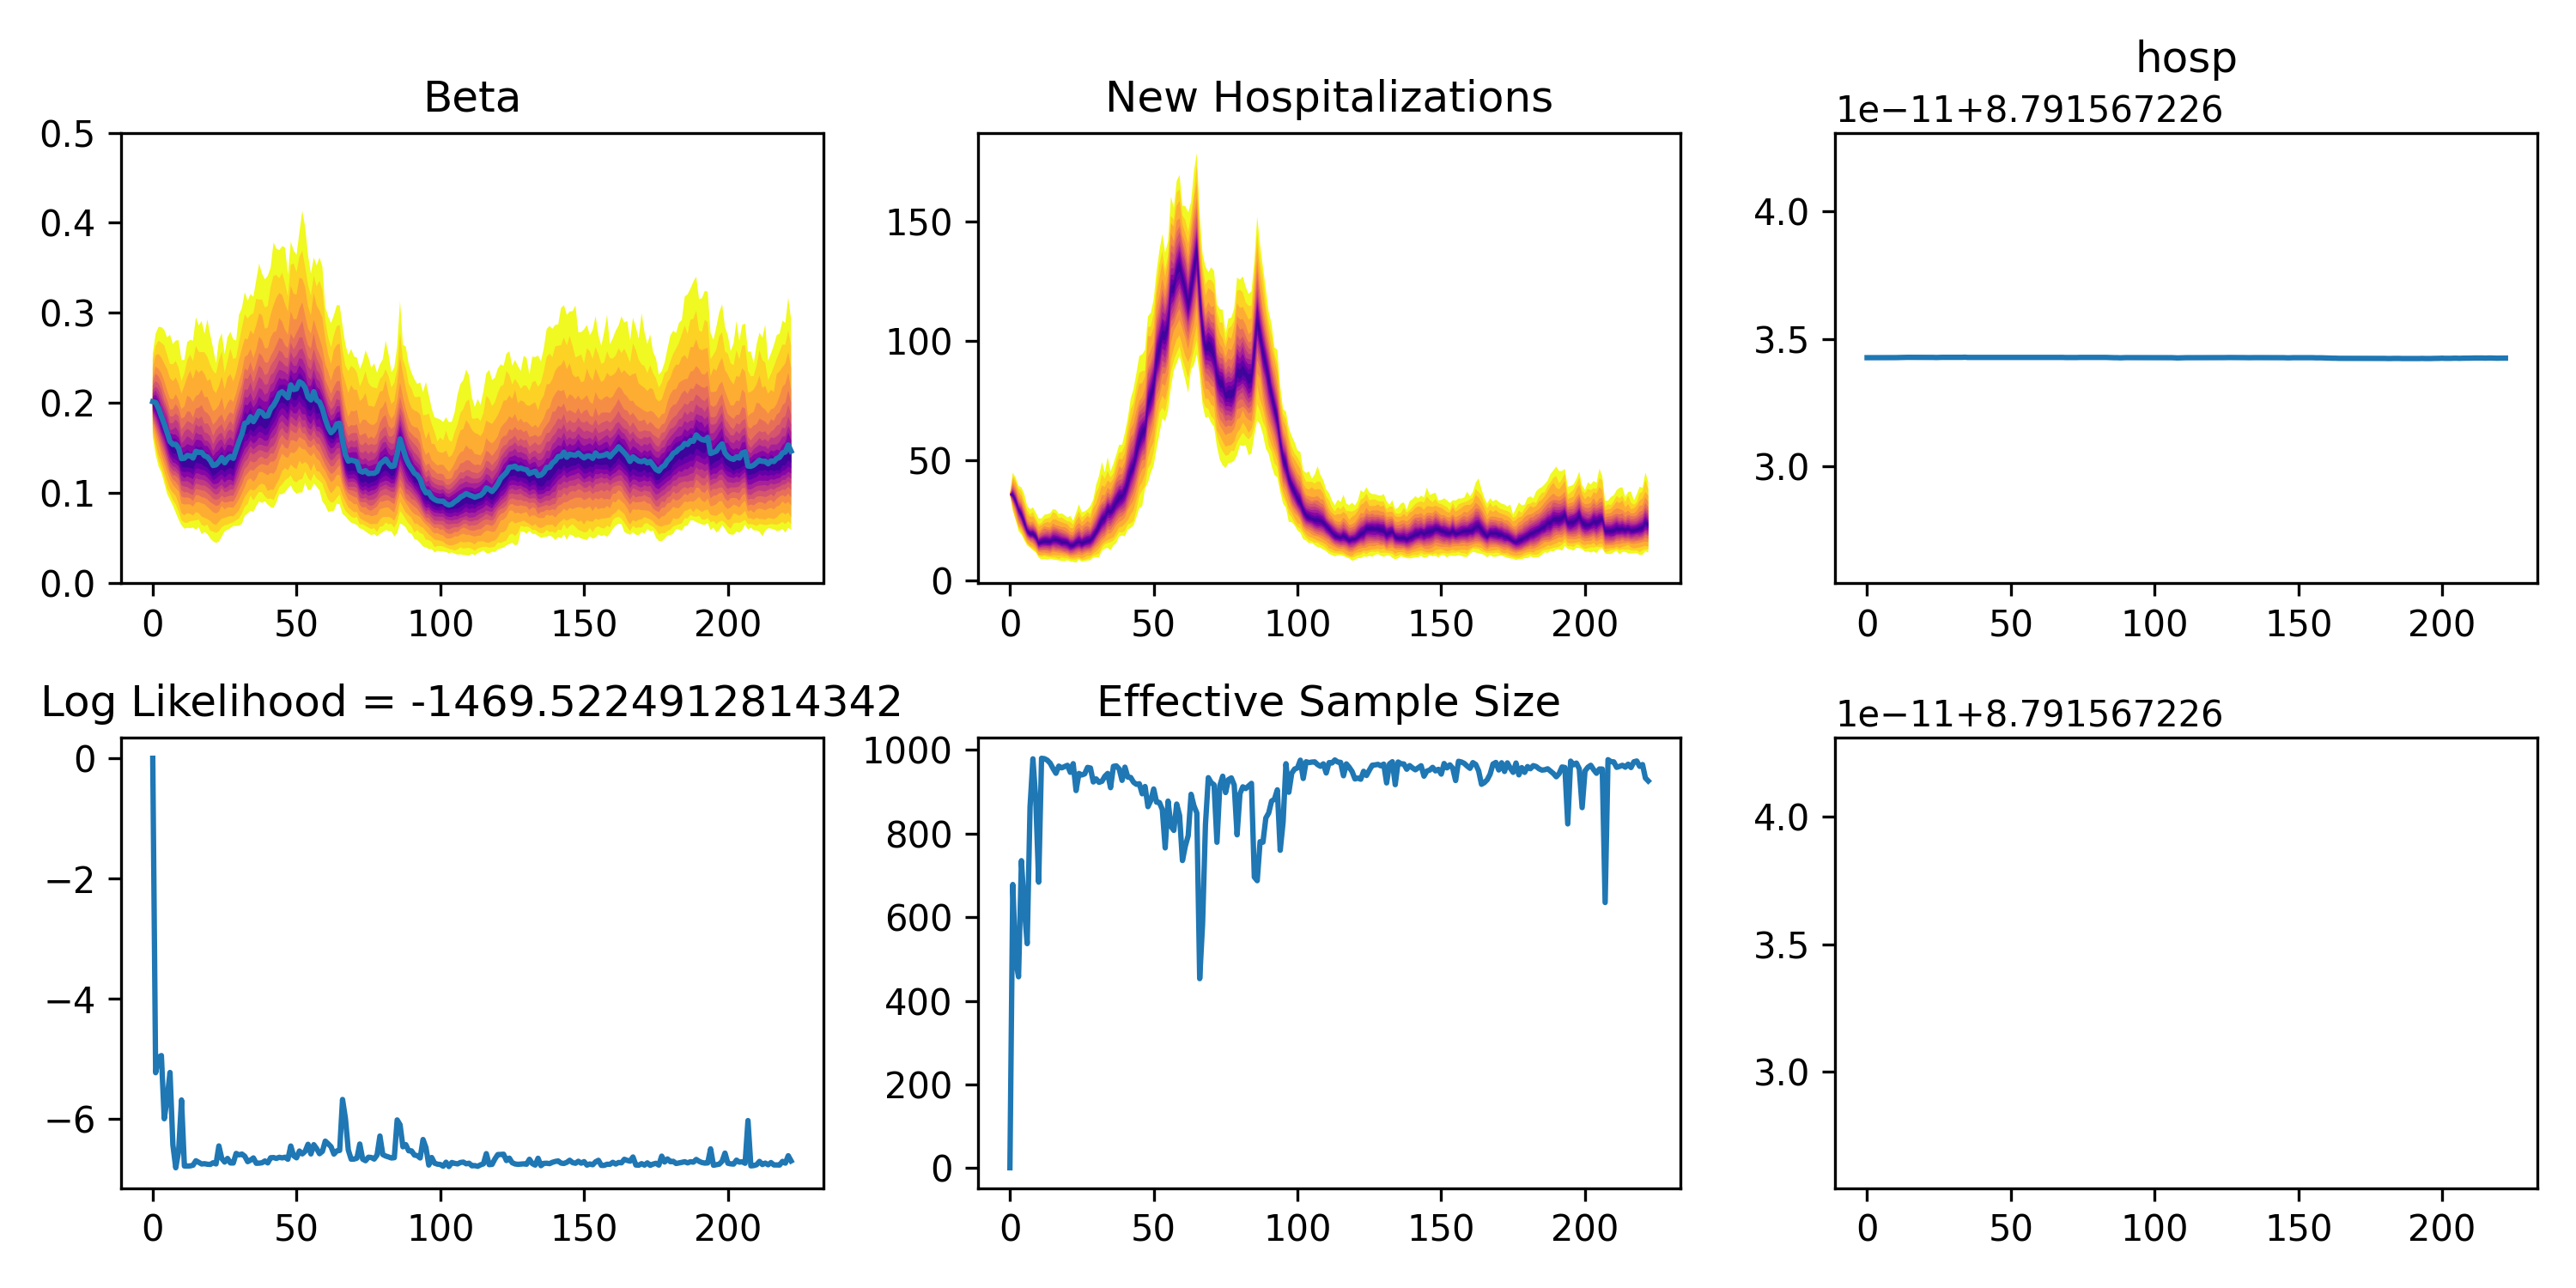 Beta
0.5
0.4
0.3
0.2
0.1
0.0
0 50 100 150 200
New Hospitalizations
150
100
50
0
0 50 100 150 200
hosp
1e−11+8.791567226
4.0
3.5
3.0
0 50 100 150 200
Log Likelihood = -1469.5224912814342
0
−2
−4
−6
0 50 100 150 200
Effective Sample Size
1000
800
600
400
200
0
0 50 100 150 200
1e−11+8.791567226
4.0
3.5
3.0
0 50 100 150 200